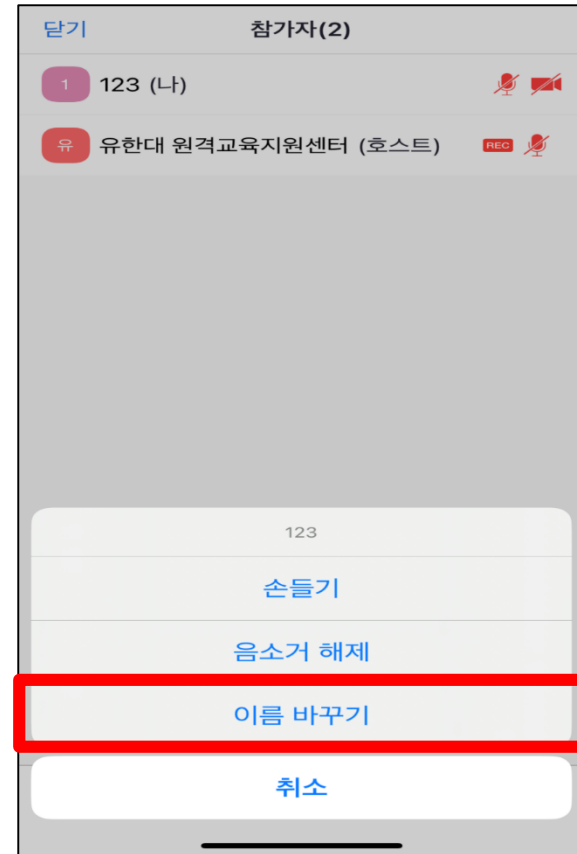 닫기 참가자(2)
1 123 (나)
유 유한대 원격교육지원센터 (호스트) REC
123
손들기
음소거 해제
이름 바꾸기
취소